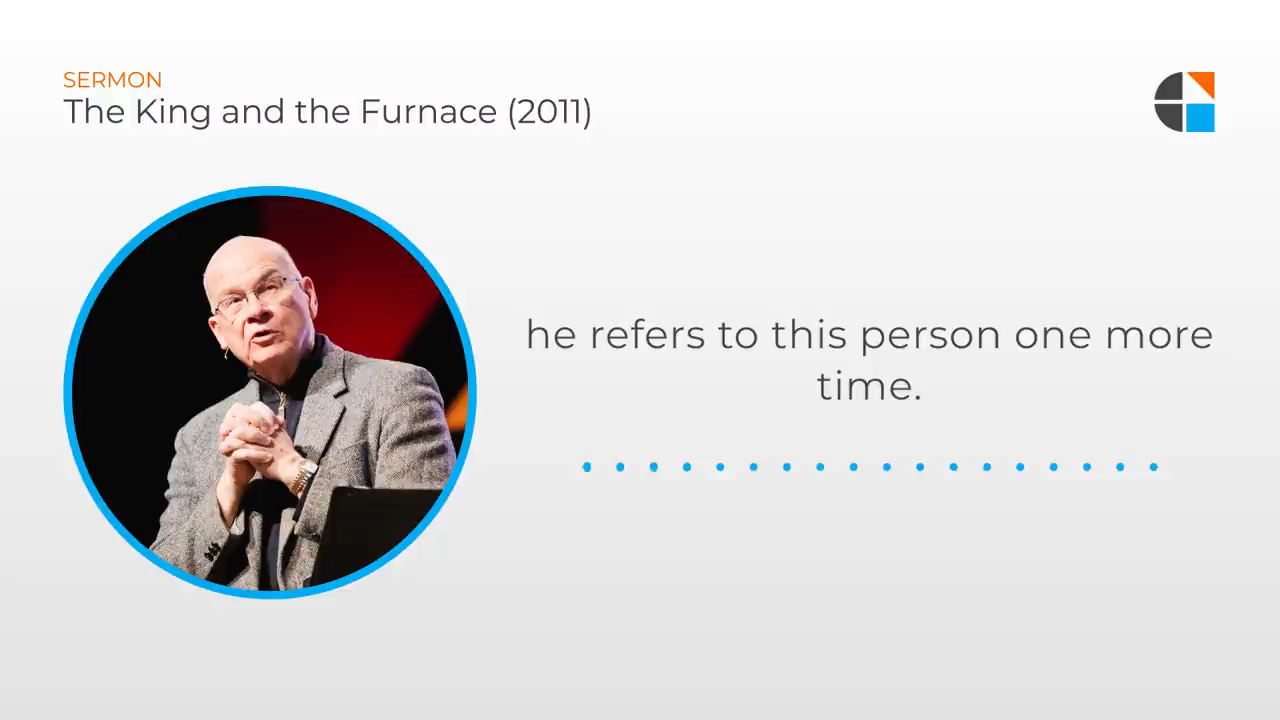 SERMON
The King and the Furnace (2011)
he refers to this person one more
time.